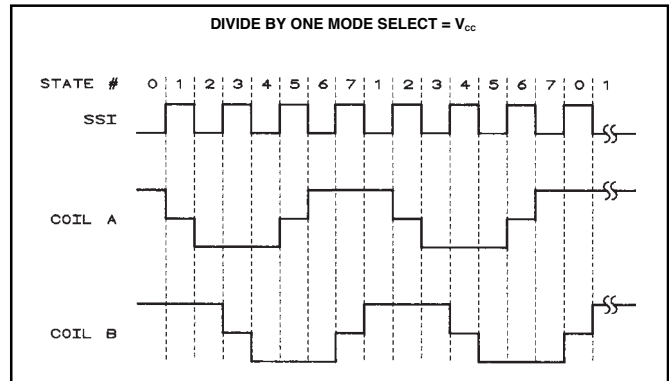 DIVIDE BY ONE MODE SELECT = Vcc
STATE # 0 1 2 3 4 5 6 7 1 2 3 4 5 6 7 0 1
SSI
COIL A
COIL B